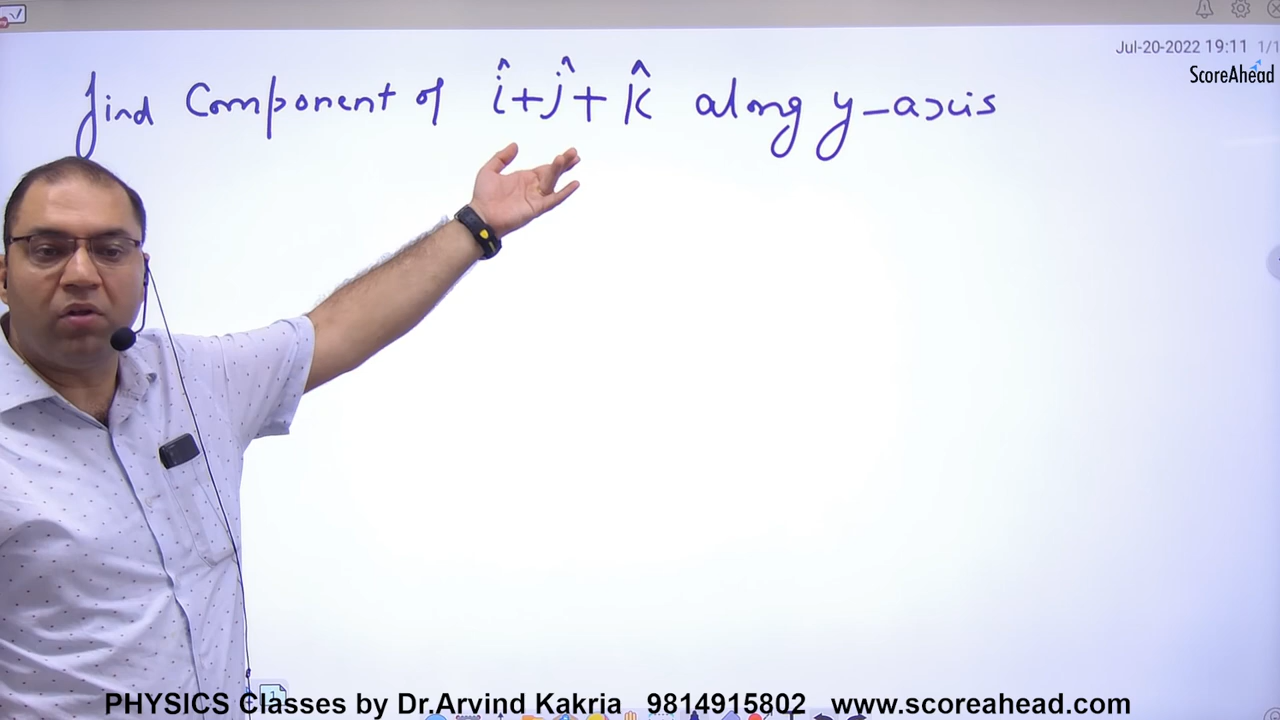 Jul-20-2022 19:11 1/1
ScoreAhead
find Component of î+ĵ+k̂ along y-axis
PHYSICS Classes by Dr.Arvind Kakria 9814915802 www.scoreahead.com